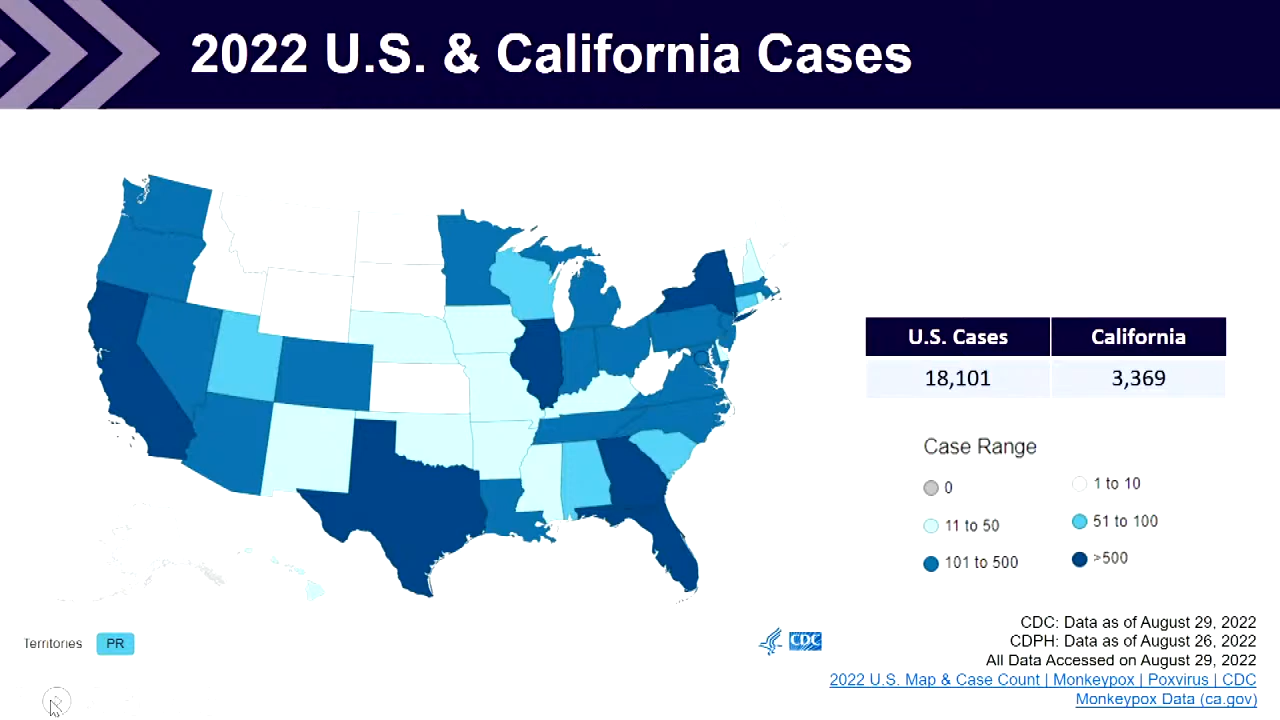 2022 U.S. & California Cases
U.S. Cases California
18,101 3,369
Case Range
0 1 to 10
11 to 50 51 to 100
101 to 500 >500
Territories PR
CDC
CDC: Data as of August 29, 2022
CDPH: Data as of August 26, 2022
All Data Accessed on August 29, 2022
2022 U.S. Map & Case Count | Monkeypox | Poxvirus | CDC
Monkeypox Data (ca.gov)